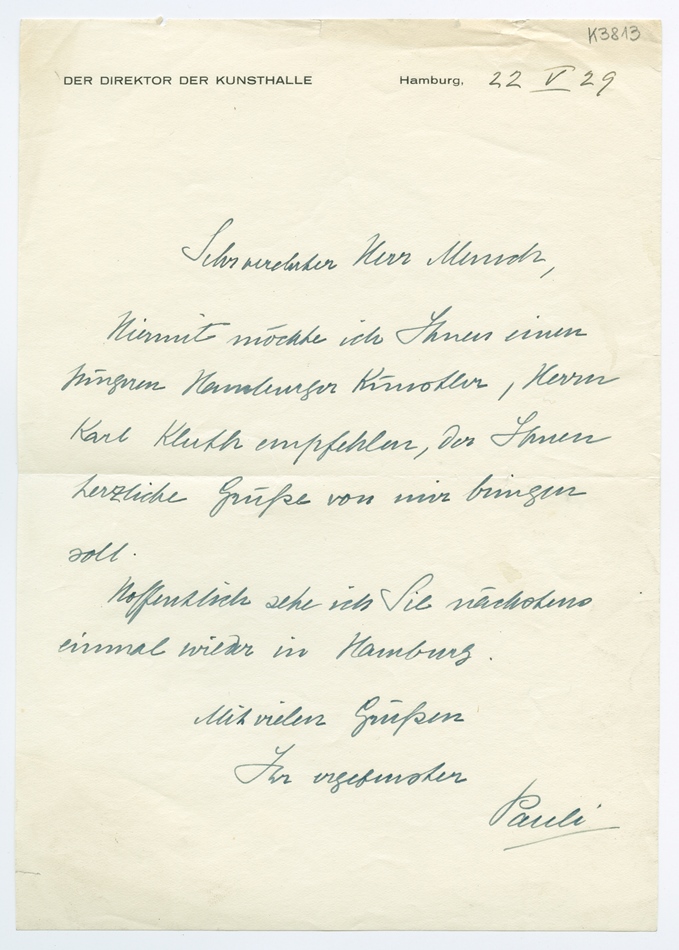 K3813
DER DIREKTOR DER KUNSTHALLE Hamburg, 22 V 29
Sehr verehrter Herr Munch,
Hiermit möchte ich Ihnen einen
jüngeren Hamburger Künstler, Herrn
Karl Kluth empfehlen, der Ihnen
herzliche Grüße von mir bringen
soll.
Hoffentlich sehe ich Sie nächstens
einmal wieder in Hamburg.
Mit vielen Grüßen
Ihr ergebenster
Pauli